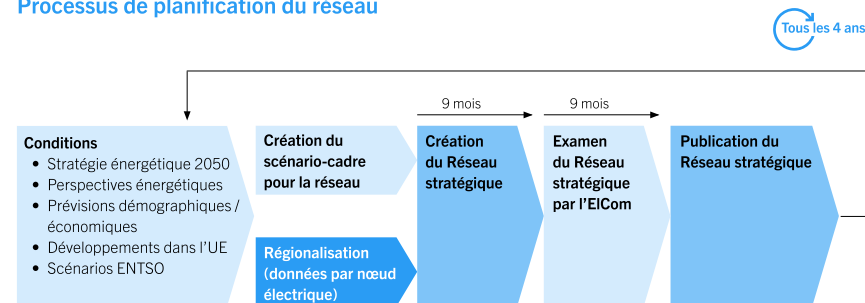 Processus de planification du réseau
Tous les 4 ans
9 mois
9 mois
Conditions
• Stratégie énergétique 2050
• Perspectives énergétiques
• Prévisions démographiques /
économiques
• Développements dans l'UE
• Scénarios ENTSO
Création du
scénario-cadre
pour la réseau
Régionalisation
(données par nœud
électrique)
Création
du Réseau
stratégique
Examen
du Réseau
stratégique
par l'ElCom
Publication du
Réseau stratégique